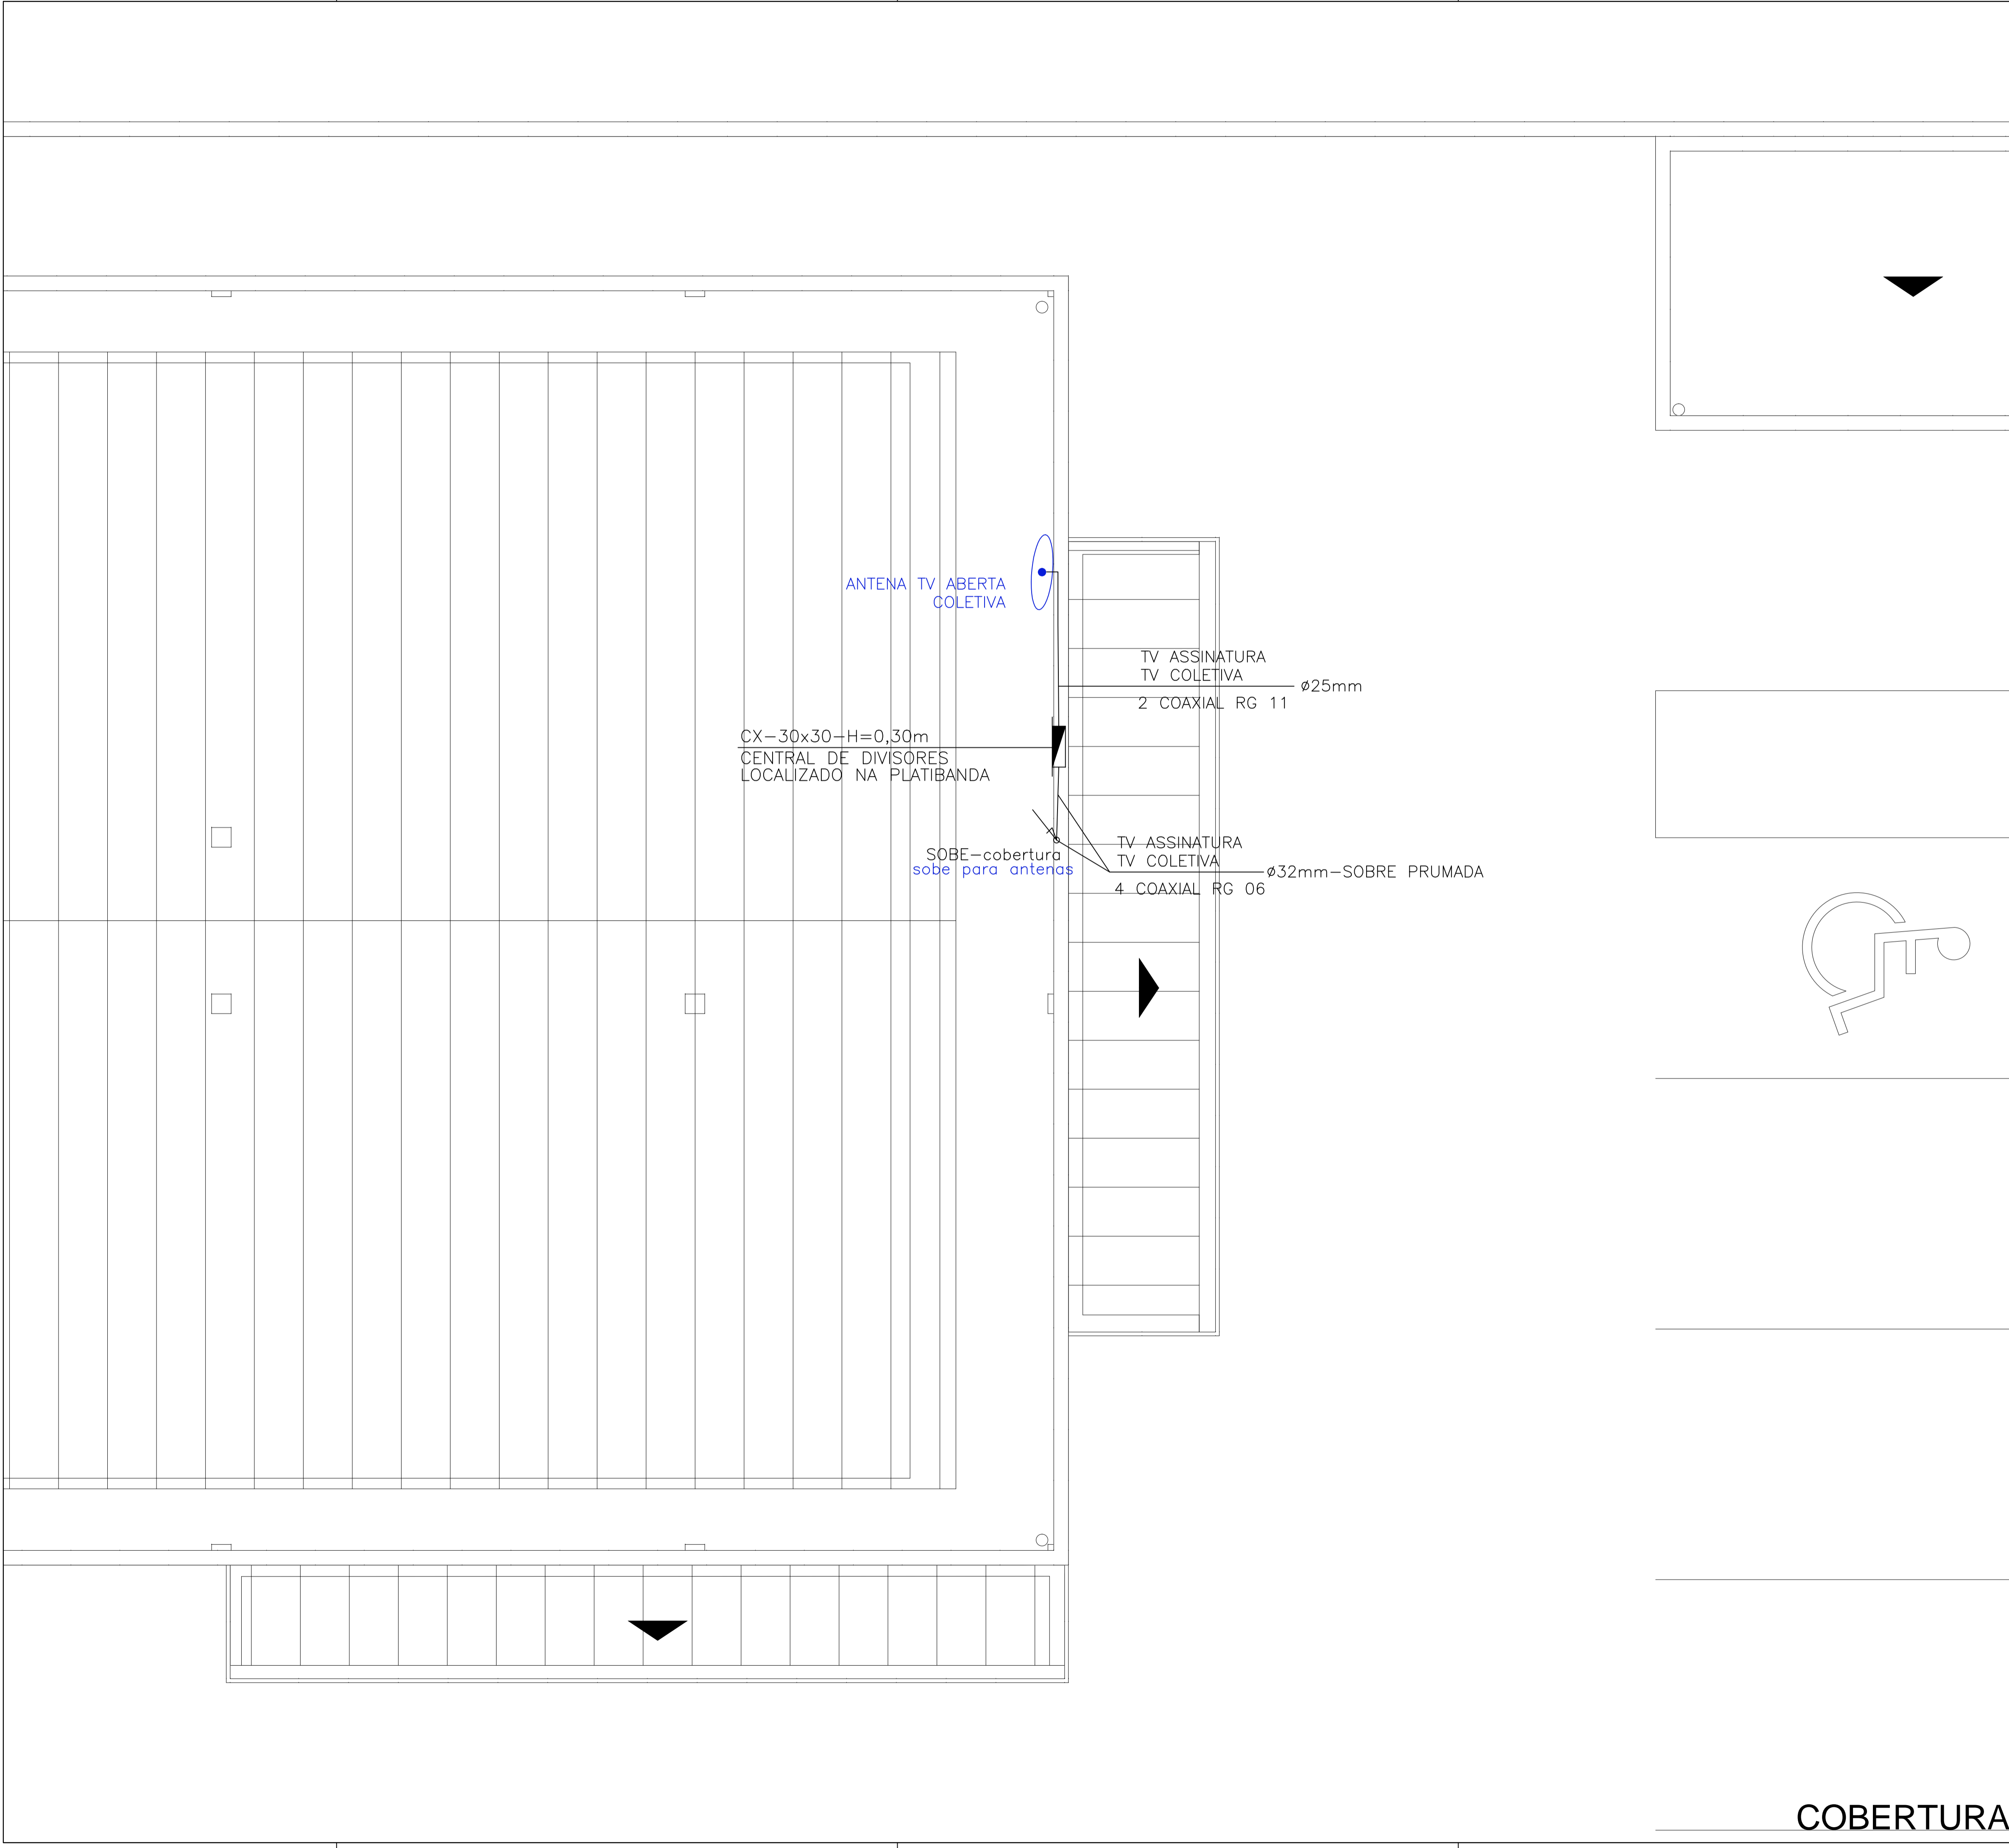 ANTENA TV ABERTA
COLETIVA
TV ASSINATURA
TV COLETIVA
ø25mm
2 COAXIAL RG 11
CX-30x30-H=0,30m
CENTRAL DE DIVISORES
LOCALIZADO NA PLATIBANDA
SOBE-cobertura
sobe para antenas
TV ASSINATURA
TV COLETIVA
ø32mm-SOBRE PRUMADA
4 COAXIAL RG 06
COBERTURA